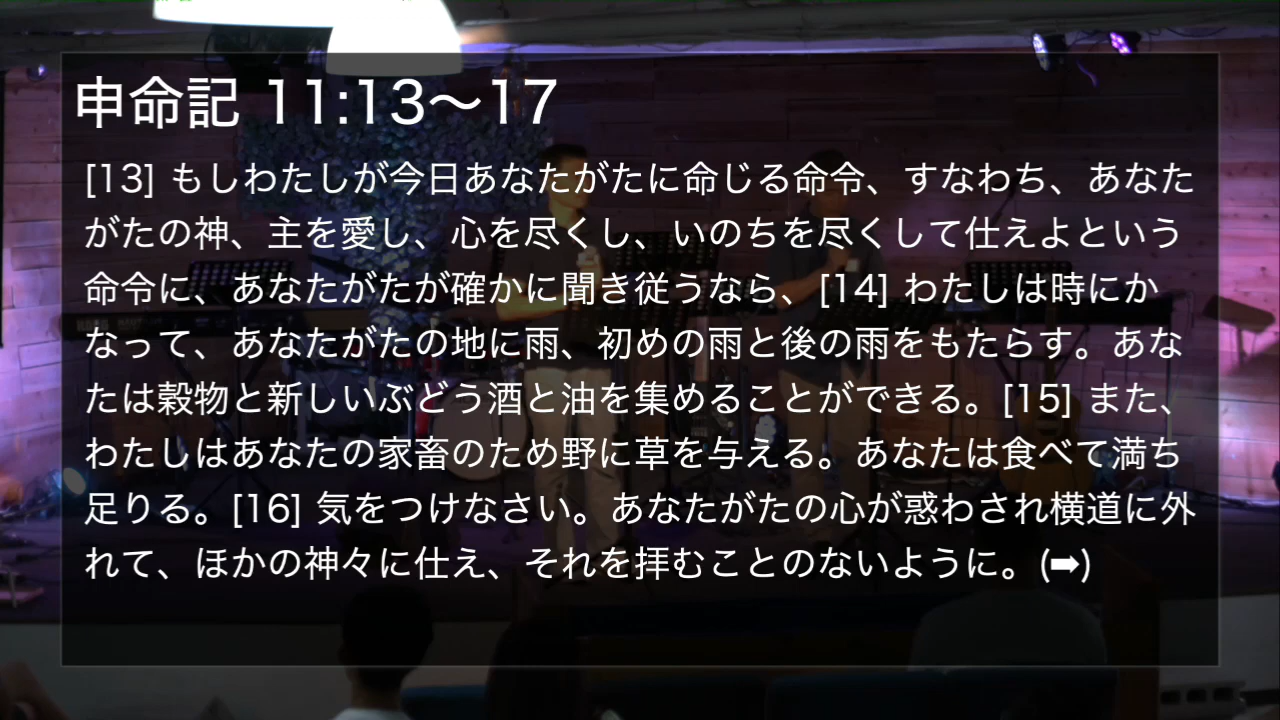 申命記 11:13〜17
[13] もしわたしが今日あなたがたに命じる命令、すなわち、あなた
がたの神、主を愛し、心を尽くし、いのちを尽くして仕えよという
命令に、あなたがたが確かに聞き従うなら、[14] わたしは時にか
なって、あなたがたの地に雨、初めの雨と後の雨をもたらす。あな
たは穀物と新しいぶどう酒と油を集めることができる。[15] また、
わたしはあなたの家畜のため野に草を与える。あなたは食べて満ち
足りる。[16] 気をつけなさい。あなたがたの心が惑わされ横道に外
れて、ほかの神々に仕え、それを拝むことのないように。(➡)